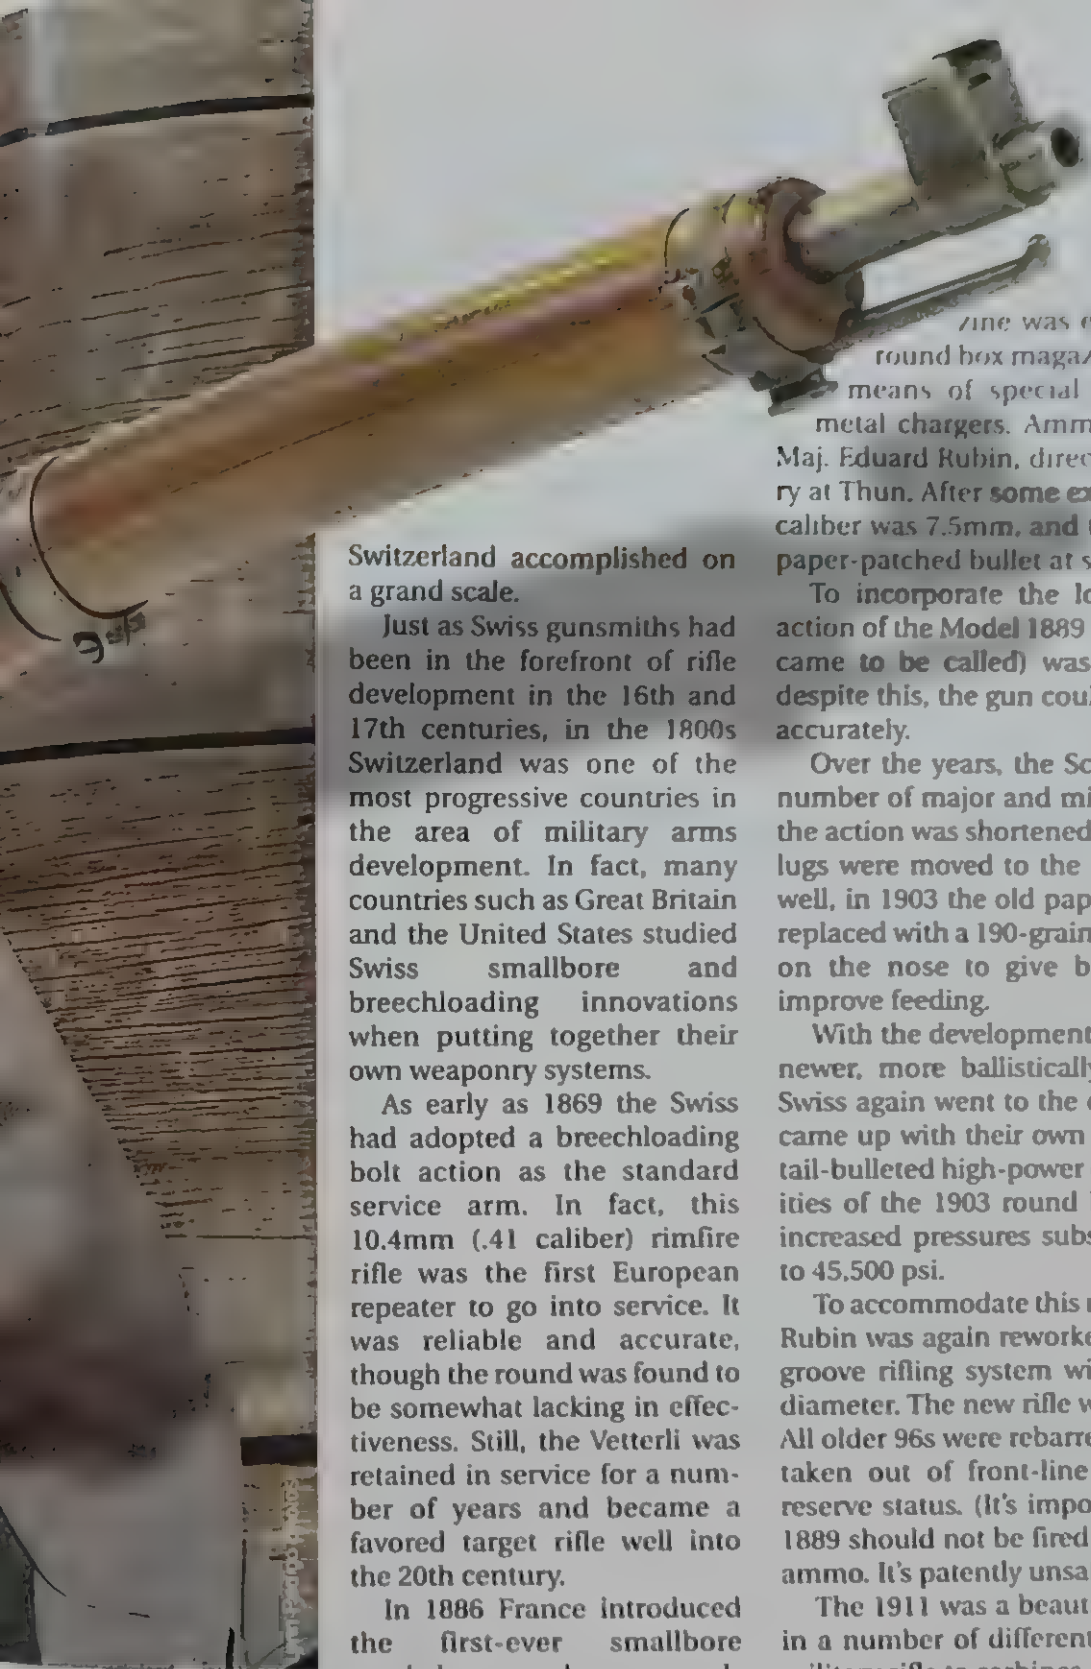 Switzerland accomplished on
a grand scale.
Just as Swiss gunsmiths had
been in the forefront of rifle
development in the 16th and
17th centuries, in the 1800s
Switzerland was one of the
most progressive countries in
the area of military arms
development. In fact, many
countries such as Great Britain
and the United States studied
Swiss smallbore and
breechloading innovations
when putting together their
own weaponry systems.
As early as 1869 the Swiss
had adopted a breechloading
bolt action as the standard
service arm. In fact, this
10.4mm (.41 caliber) rimfire
rifle was the first European
repeater to go into service. It
was reliable and accurate,
though the round was found to
be somewhat lacking in effec-
tiveness. Still, the Vetterli was
retained in service for a num-
ber of years and became a
favored target rifle well into
the 20th century.
In 1886 France introduced
the first-ever smallbore
zine was
round box magaz
means of special
metal chargers. Amm
Maj. Eduard Rubin, direc
ry at Thun. After some ex
caliber was 7.5mm, and
paper-patched bullet at s
To incorporate the lo
action of the Model 1889
came to be called) was
despite this, the gun coul
accurately.
Over the years, the Sc
number of major and mi
the action was shortened
lugs were moved to the
well, in 1903 the old pap
replaced with a 190-grain
on the nose to give b
improve feeding.
With the development
newer, more ballistically
Swiss again went to the
came up with their own
tail-bulleted high-power
ities of the 1903 round
increased pressures subs
to 45,500 psi.
To accommodate this
Rubin was again reworke
groove rifling system wi
diameter. The new rifle w
All older 96s were rebarre
taken out of front-line
reserve status. (It's impo
1889 should not be fired
ammo. It's patently unsa
The 1911 was a beaut
in a number of different